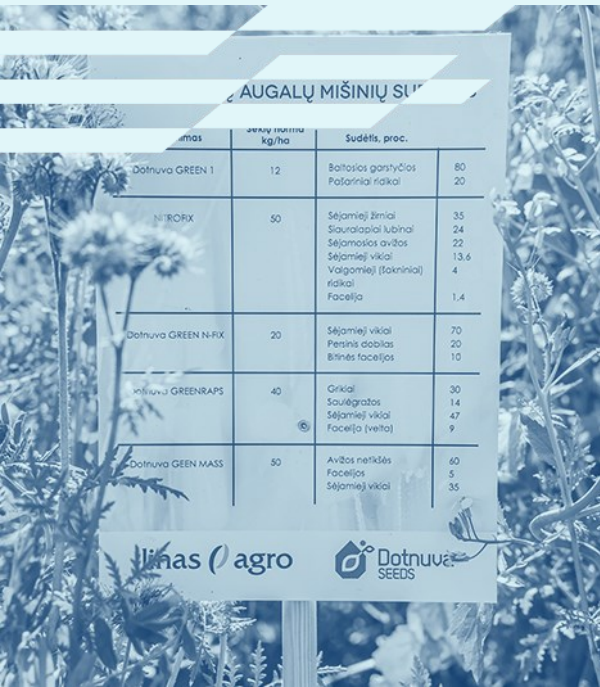 AUGALŲ MIŠINIŲ
Sėklų norma
kg/ha Sudėtis, proc.
Dotnuva GREEN 1 12 Baltosios garstyčios 80
Pašariniai ridikai 20
NITROFIX 50 Sėjamieji žirniai 35
Siauralapiai lubinai 24
Sėjamosios avižos 22
Sėjamieji vikiai 13,6
Valgomieji (šakniniai) 4
ridikai
Facelija 1,4
Dotnuva GREEN N-FIX 20 Sėjamieji vikiai 70
Persinis dobilas 20
Bitinės facelijos 10
Dotnuva GREENRAPS 40 Grikiai 30
Saulėgrąžos 14
Sėjamieji vikiai 47
Facelija (veita) 9
Dotnuva GEEN MASS 50 Avižos netikšės 60
Facelijos 5
Sėjamieji vikiai 35
linas agro Dotnuva
SEEDS